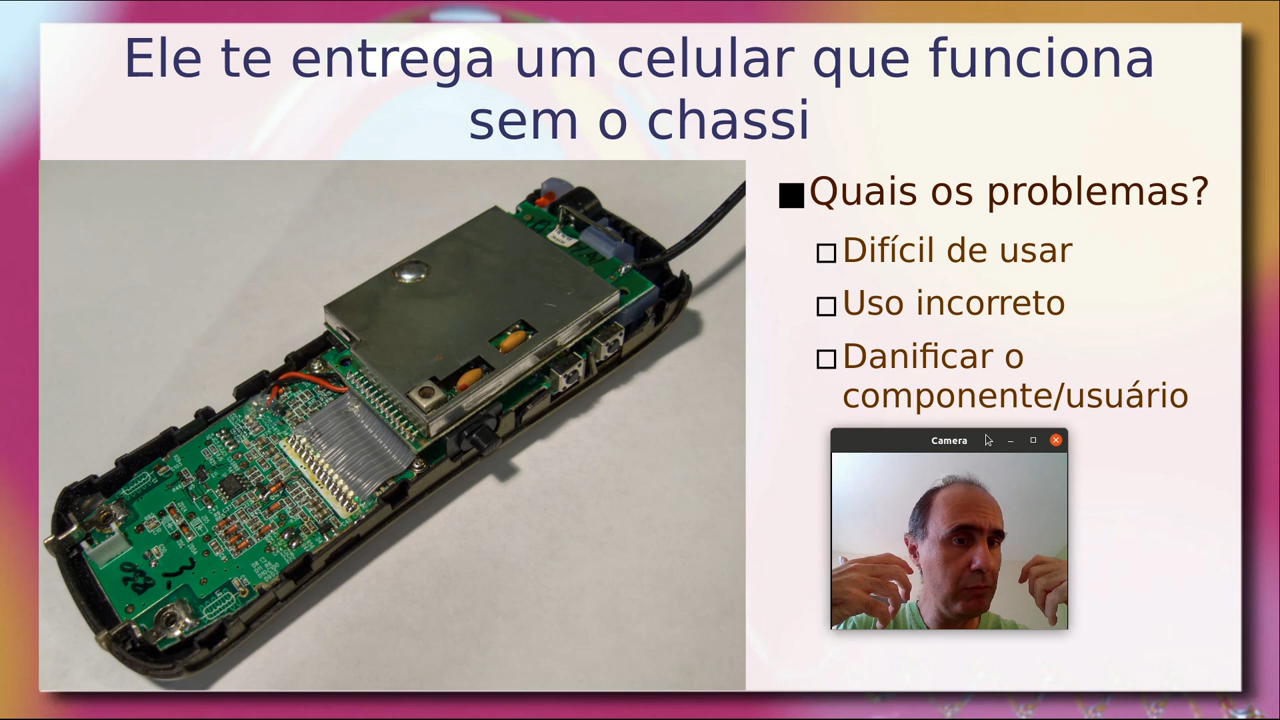 Ele te entrega um celular que funciona
sem o chassi
Quais os problemas?
Difícil de usar
Uso incorreto
Danificar o
componente/usuário
Camera